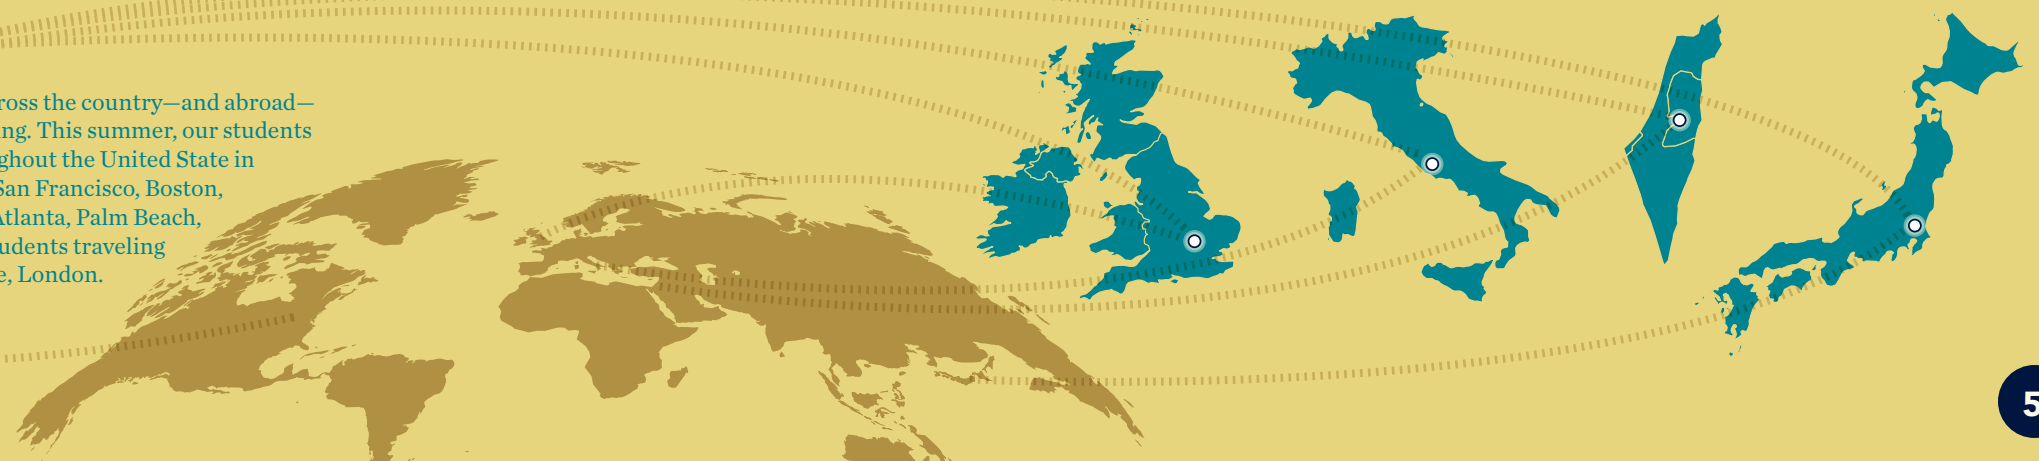 ross the country—and abroad—
ng. This summer, our students
ghout the United State in
San Francisco, Boston,
Atlanta, Palm Beach,
udents traveling
e, London.
5